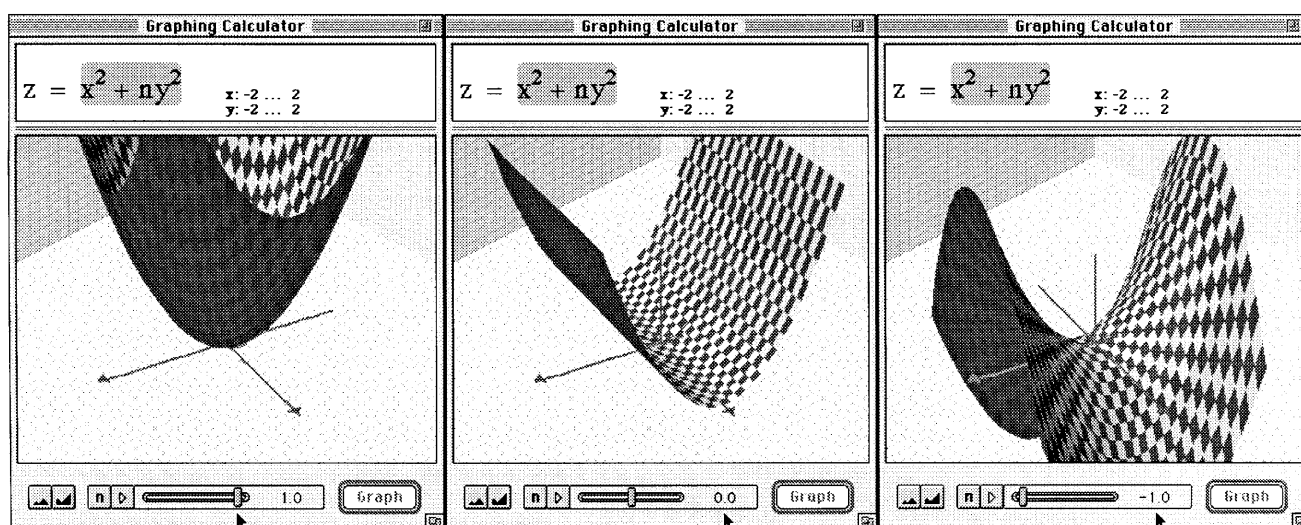 Graphing Calculator
z = x² + ny²
x: -2 ... 2
y: -2 ... 2
n
1.0
Graph
Graphing Calculator
z = x² + ny²
x: -2 ... 2
y: -2 ... 2
n
0.0
Graph
Graphing Calculator
z = x² + ny²
x: -2 ... 2
y: -2 ... 2
n
-1.0
Graph